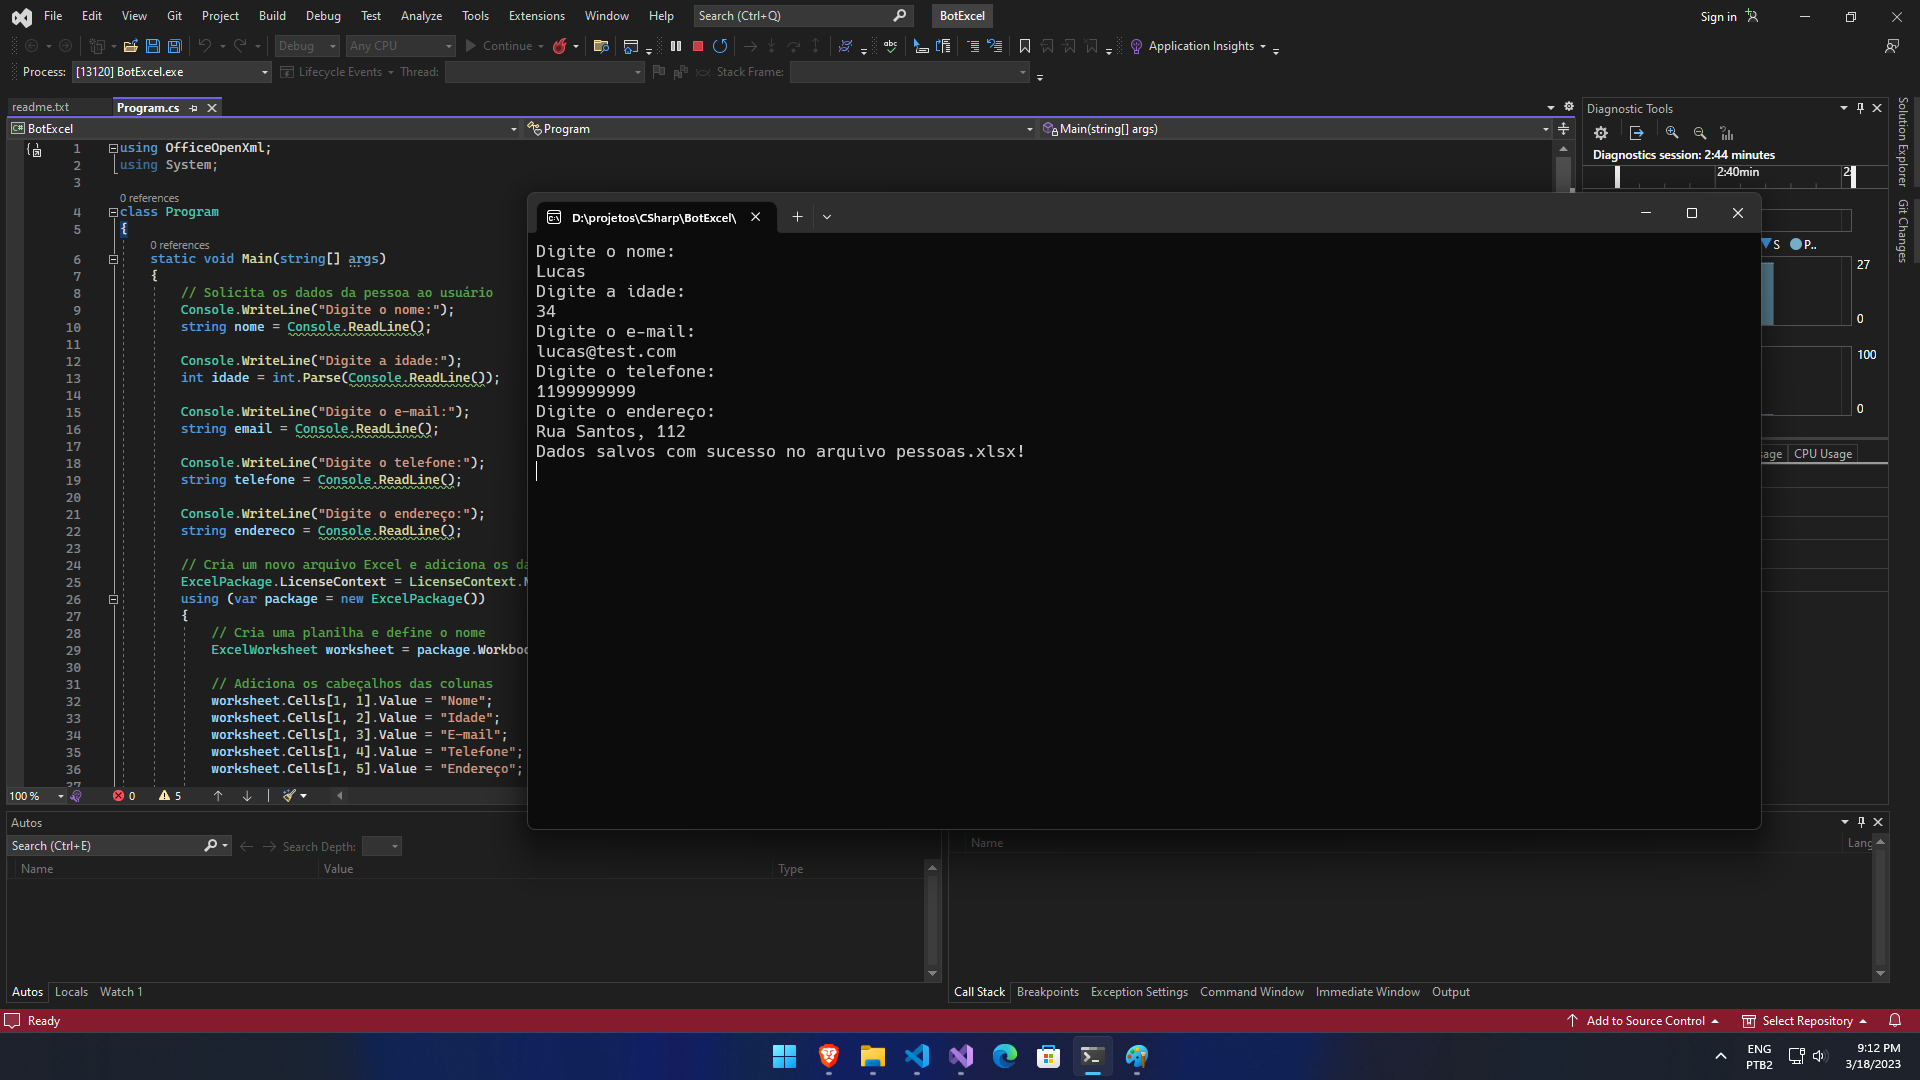 File Edit View Git Project Build Debug Test Analyze Tools Extensions Window Help Search (Ctrl+Q) BotExcel Sign in
Debug Any CPU Continue Application Insights
Process: [13120] BotExcel.exe Lifecycle Events Thread: Stack Frame:
readme.txt Program.cs
BotExcel Program Main(string[] args)
1 using OfficeOpenXml;
2 using System;
3
0 references
4 class Program
5 {
0 references
6 static void Main(string[] args)
7 {
8 // Solicita os dados da pessoa ao usuário
9 Console.WriteLine("Digite o nome:");
10 string nome = Console.ReadLine();
11
12 Console.WriteLine("Digite a idade:");
13 int idade = int.Parse(Console.ReadLine());
14
15 Console.WriteLine("Digite o e-mail:");
16 string email = Console.ReadLine();
17
18 Console.WriteLine("Digite o telefone:");
19 string telefone = Console.ReadLine();
20
21 Console.WriteLine("Digite o endereço:");
22 string endereco = Console.ReadLine();
23
24 // Cria um novo arquivo Excel e adiciona os
25 ExcelPackage.LicenseContext = LicenseContext.
26 using (var package = new ExcelPackage())
27 {
28 // Cria uma planilha e define o nome
29 ExcelWorksheet worksheet = package.
30
31 // Adiciona os cabeçalhos das colunas
32 worksheet.Cells[1, 1].Value = "Nome";
33 worksheet.Cells[1, 2].Value = "Idade";
34 worksheet.Cells[1, 3].Value = "E-mail";
35 worksheet.Cells[1, 4].Value = "Telefone";
36 worksheet.Cells[1, 5].Value = "Endereço";
100 % 0 5
D:\projetos\CSharp\BotExcel\
Digite o nome:
Lucas
Digite a idade:
34
Digite o e-mail:
lucas@test.com
Digite o telefone:
1199999999
Digite o endereço:
Rua Santos, 112
Dados salvos com sucesso no arquivo pessoas.xlsx!
Diagnostic Tools
Diagnostics session: 2:44 minutes
2:40min
S P..
27
0
100
0
CPU Usage
Solution Explorer
Git Changes
Autos
Search (Ctrl+E) Search Depth:
Name Value Type
Name Lang
Autos Locals Watch 1
Call Stack Breakpoints Exception Settings Command Window Immediate Window Output
Ready Add to Source Control Select Repository
ENG
PTB2
9:12 PM
3/18/2023